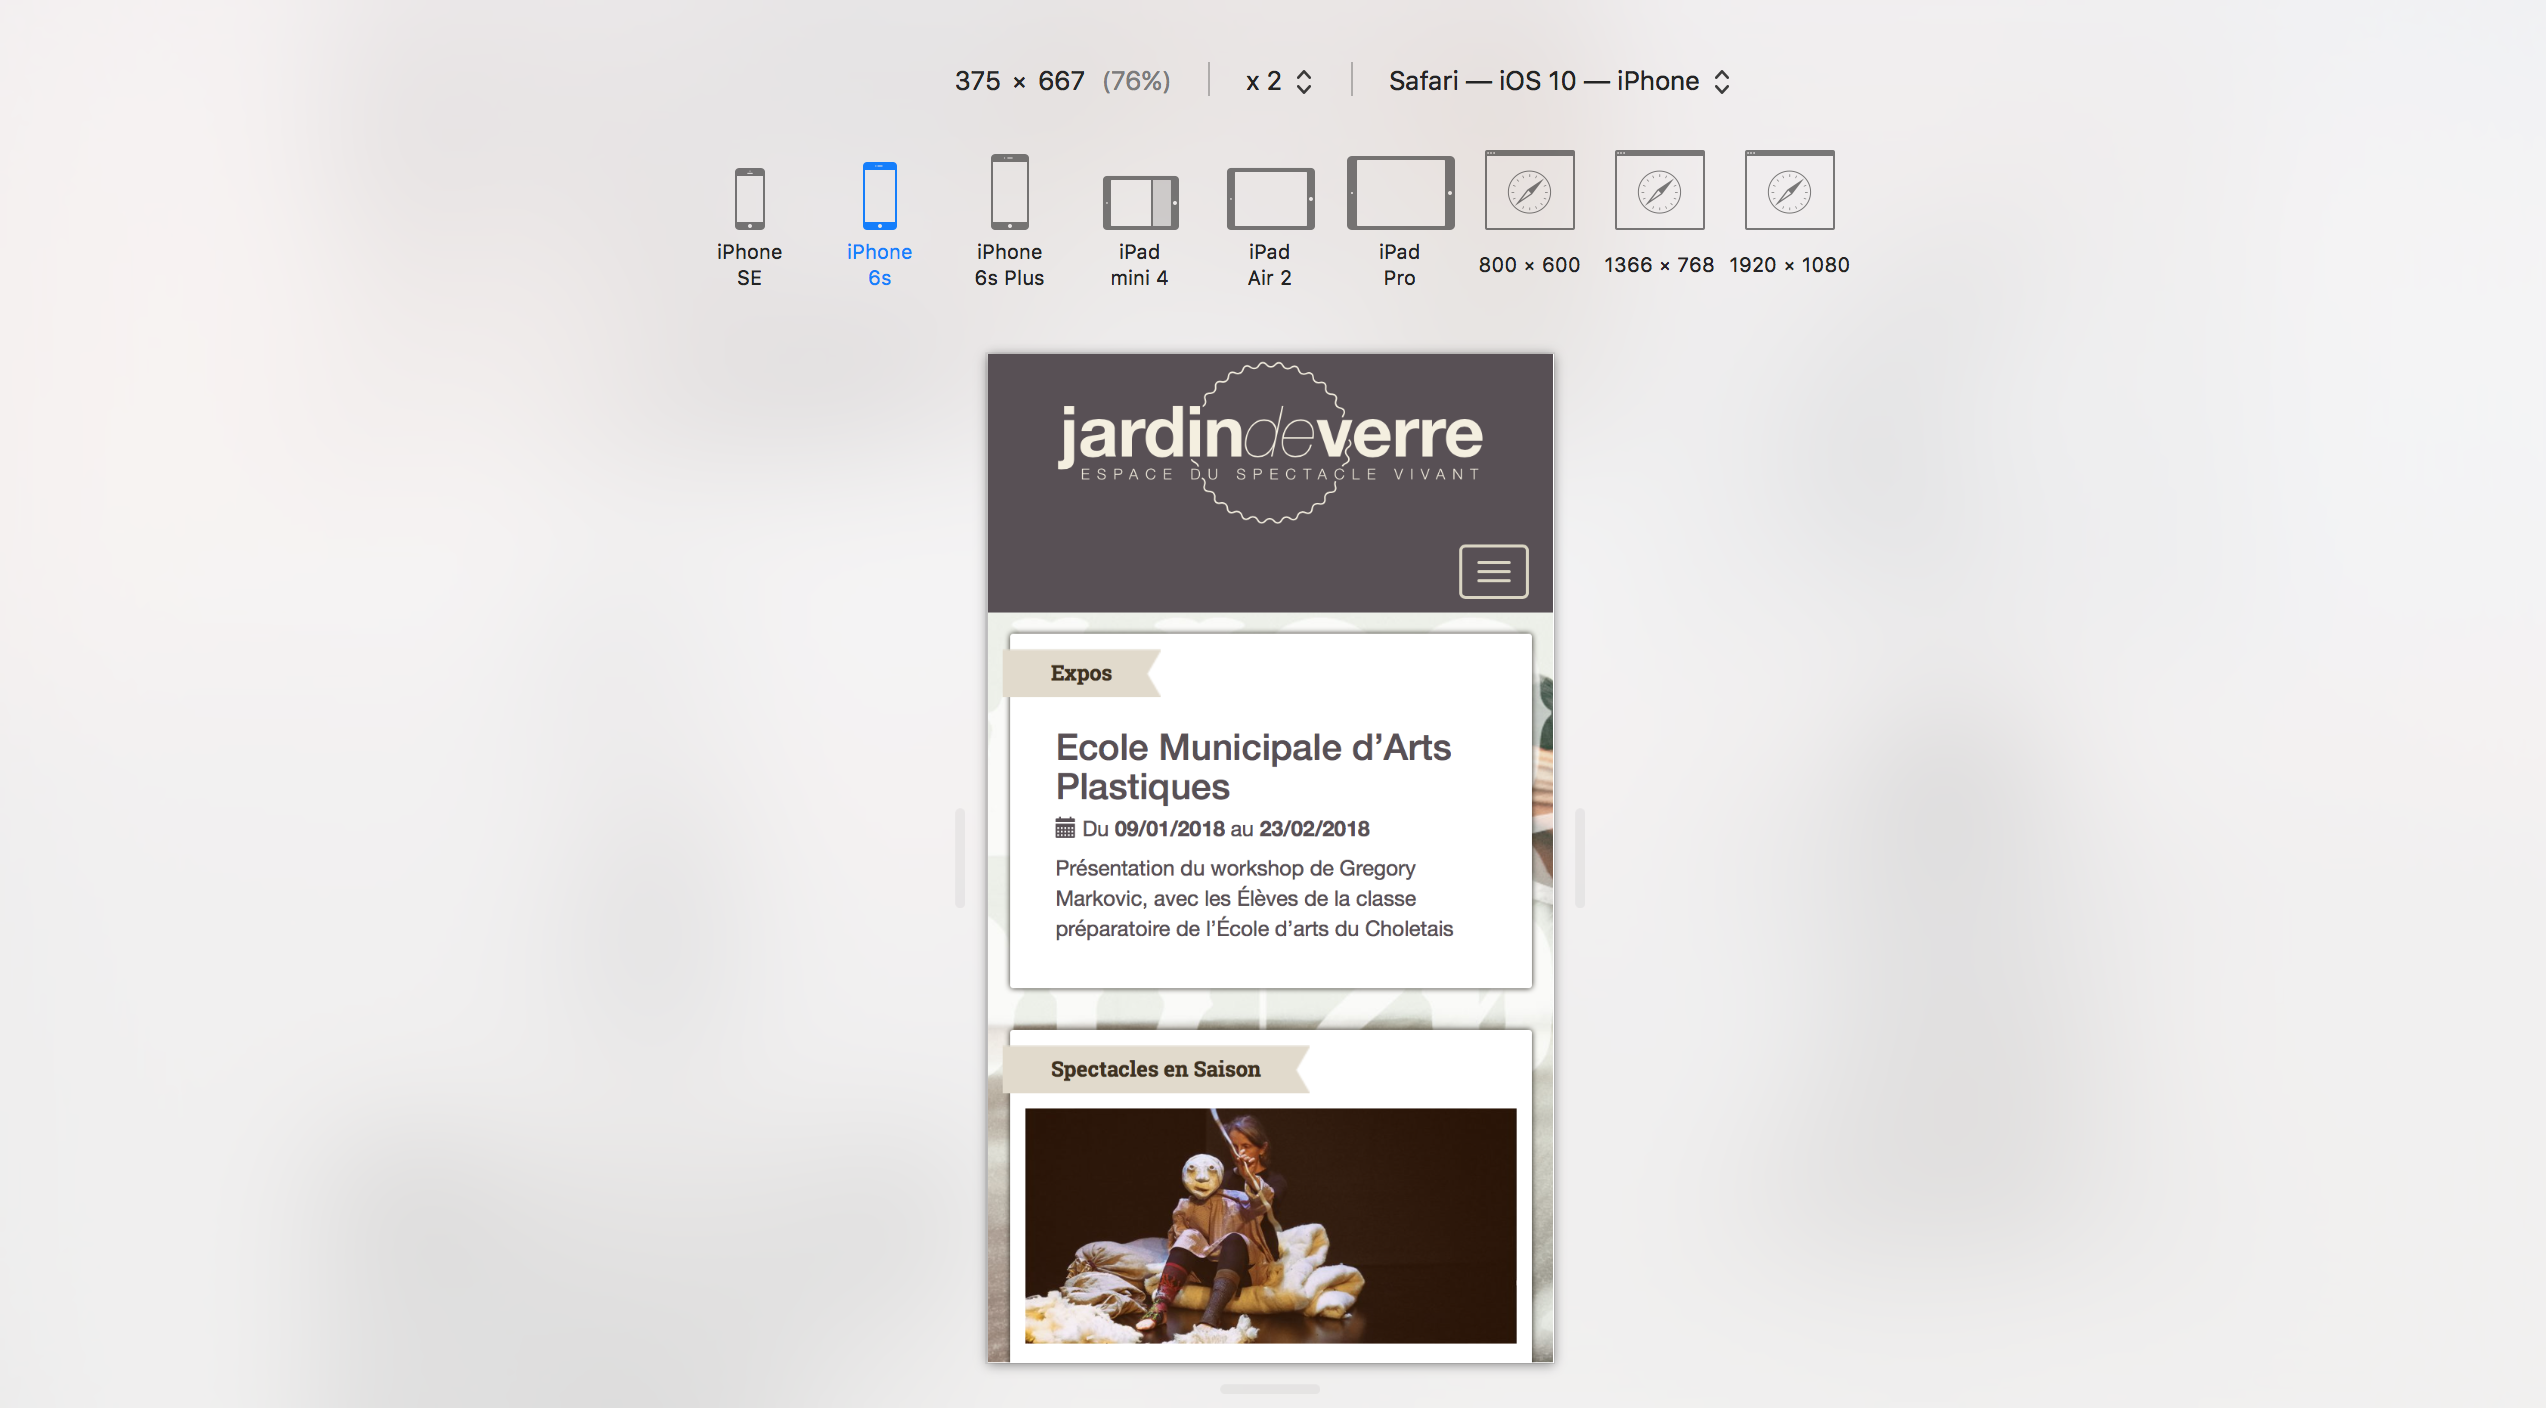 375 × 667 (76%) x 2 Safari — iOS 10 — iPhone
iPhone
SE
iPhone
6s
iPhone
6s Plus
iPad
mini 4
iPad
Air 2
iPad
Pro
800 × 600
1366 × 768
1920 × 1080
jardindeverre
ESPACE DU SPECTACLE VIVANT
Expos
Ecole Municipale d’Arts
Plastiques
Du 09/01/2018 au 23/02/2018
Présentation du workshop de Gregory
Markovic, avec les Élèves de la classe
préparatoire de l’École d’arts du Choletais
Spectacles en Saison